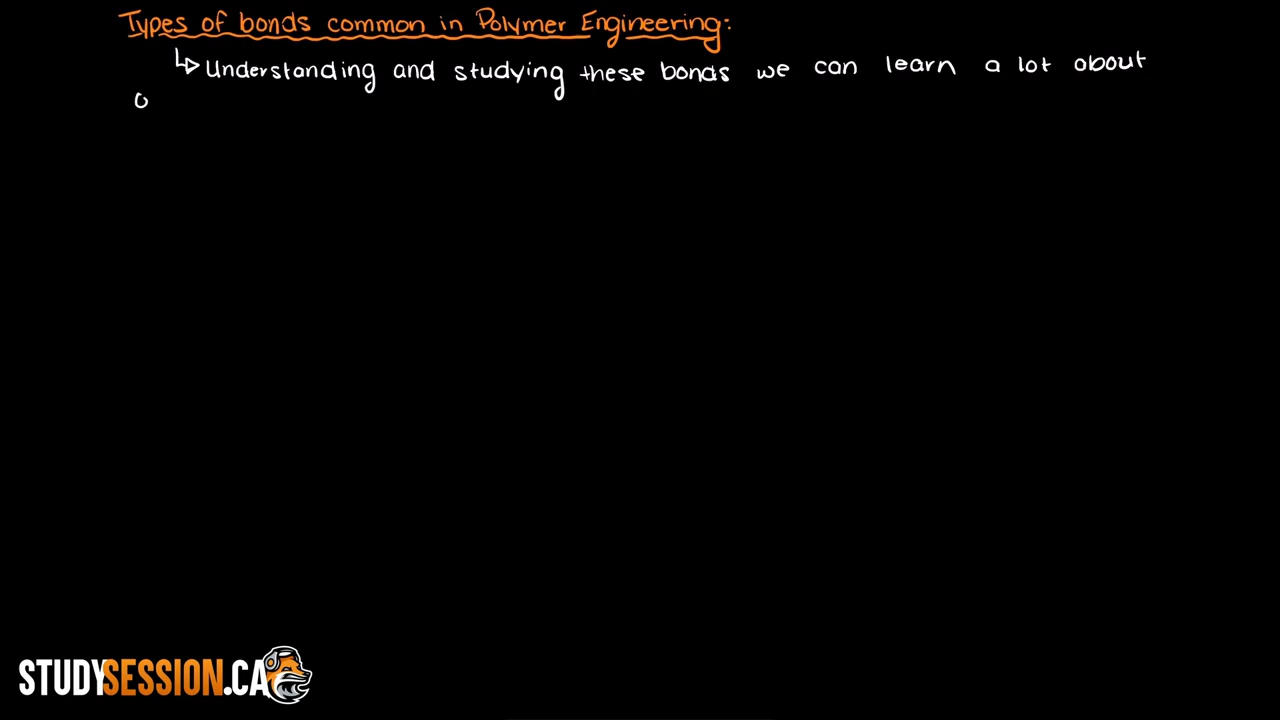 Types of bonds common in Polymer Engineering:
Understanding and studying these bonds we can learn a lot about
o
STUDYSESSION.CA